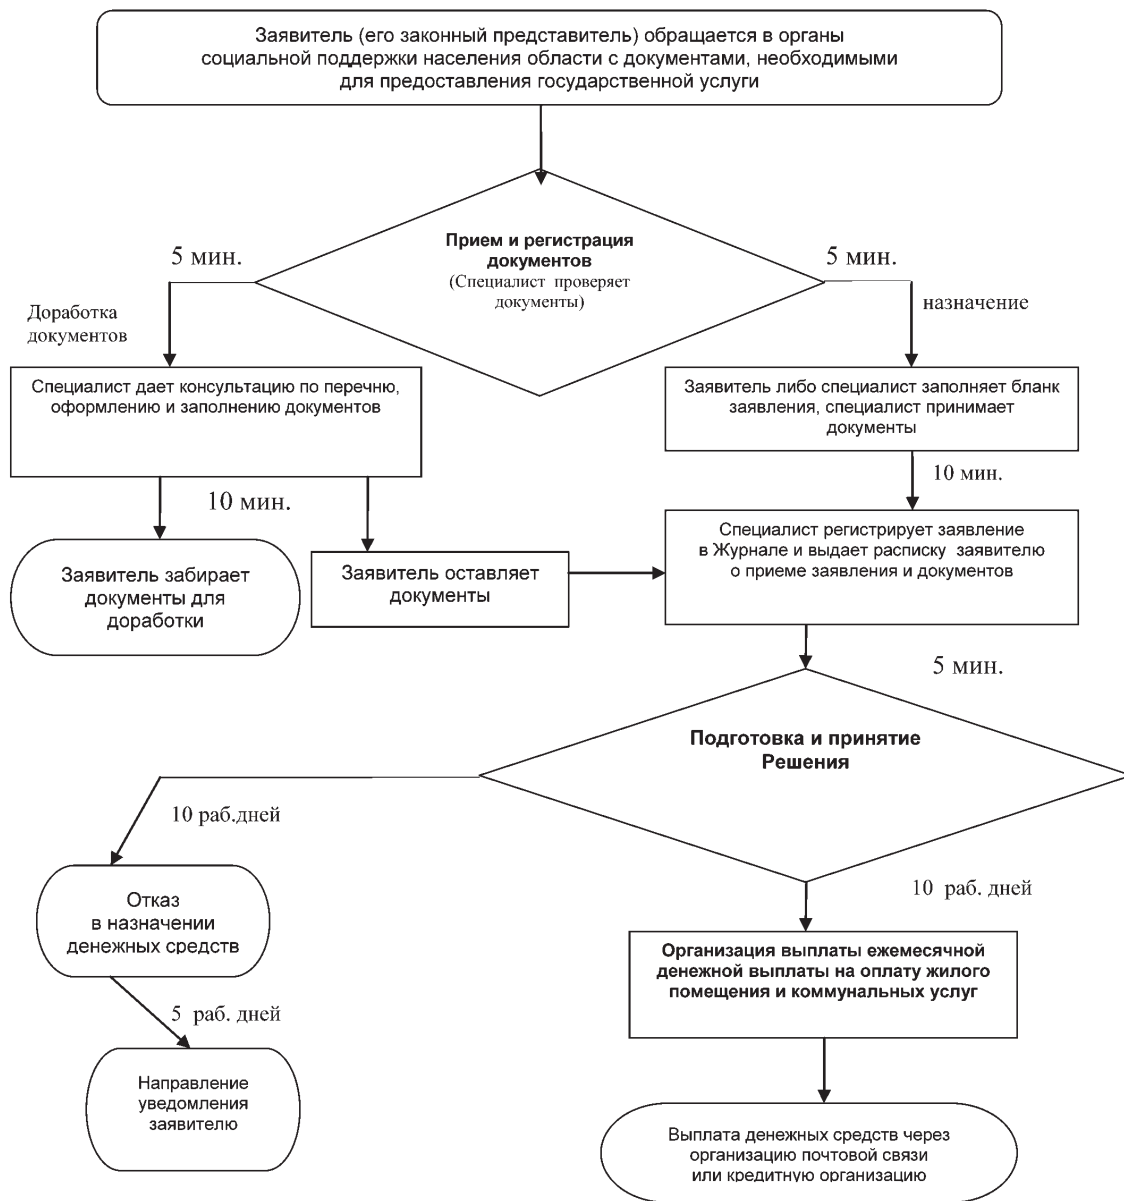 Заявитель (его законный представитель) обращается в органы
социальной поддержки населения области с документами, необходимыми
для предоставления государственной услуги
Прием и регистрация
документов
(Специалист проверяет
документы)
5 мин.
5 мин.
Доработка
документов
назначение
Специалист дает консультацию по перечню,
оформлению и заполнению документов
Заявитель либо специалист заполняет бланк
заявления, специалист принимает
документы
10 мин.
10 мин.
Специалист регистрирует заявление
в Журнале и выдает расписку заявителю
о приеме заявления и документов
Заявитель забирает
документы для
доработки
Заявитель оставляет
документы
5 мин.
Подготовка и принятие
Решения
10 раб.дней
10 раб. дней
Отказ
в назначении
денежных средств
Организация выплаты ежемесячной
денежной выплаты на оплату жилого
помещения и коммунальных услуг
5 раб. дней
Направление
уведомления
заявителю
Выплата денежных средств через
организацию почтовой связи
или кредитную организацию